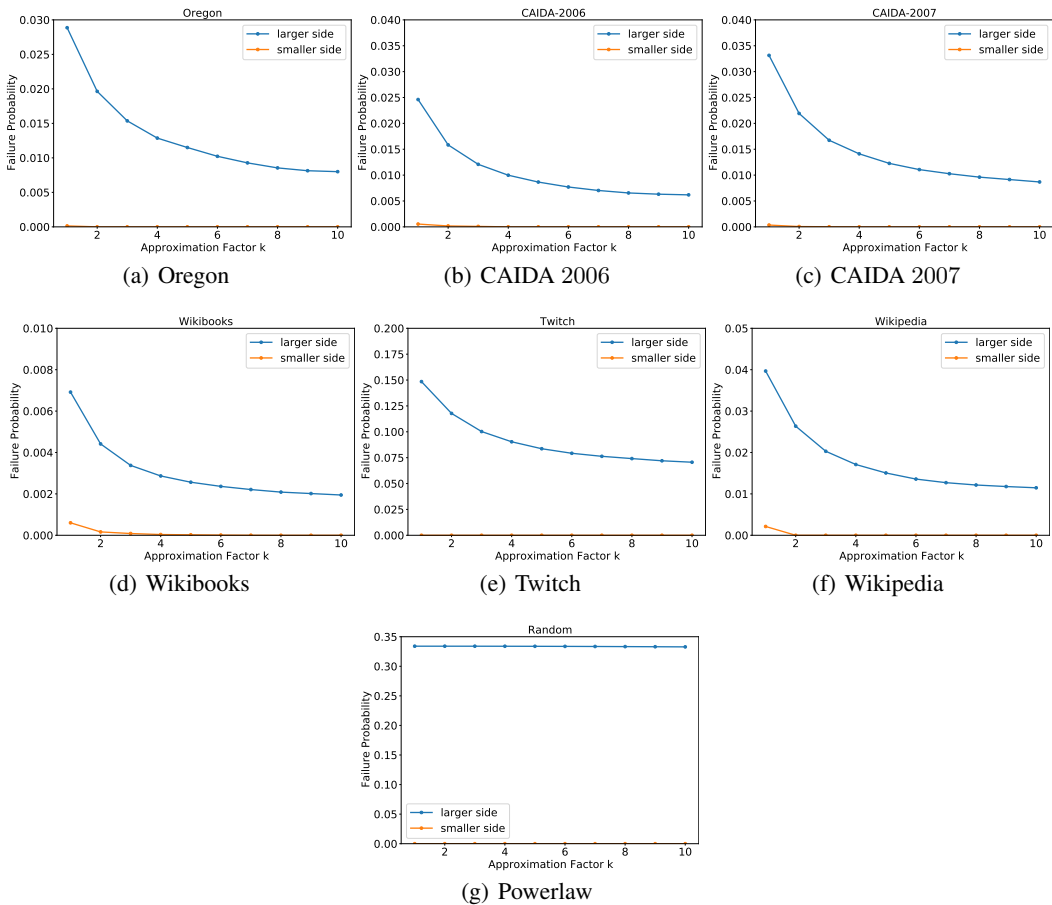 Oregon
CAIDA-2006
CAIDA-2007
0.030
0.025
0.020
0.015
0.010
0.005
0.000
Failure Probability
larger side
smaller side
2 4 6 8 10
Approximation Factor k
0.040
0.035
0.030
0.025
0.020
0.015
0.010
0.005
0.000
Failure Probability
larger side
smaller side
2 4 6 8 10
Approximation Factor k
0.040
0.035
0.030
0.025
0.020
0.015
0.010
0.005
0.000
Failure Probability
larger side
smaller side
2 4 6 8 10
Approximation Factor k
(a) Oregon
(b) CAIDA 2006
(c) CAIDA 2007
Wikibooks
Twitch
Wikipedia
0.010
0.008
0.006
0.004
0.002
0.000
Failure Probability
larger side
smaller side
2 4 6 8 10
Approximation Factor k
0.200
0.175
0.150
0.125
0.100
0.075
0.050
0.025
0.000
Failure Probability
larger side
smaller side
2 4 6 8 10
Approximation Factor k
0.05
0.04
0.03
0.02
0.01
0.00
Failure Probability
larger side
smaller side
2 4 6 8 10
Approximation Factor k
(d) Wikibooks
(e) Twitch
(f) Wikipedia
Random
0.35
0.30
0.25
0.20
0.15
0.10
0.05
0.00
Failure Probability
larger side
smaller side
2 4 6 8 10
Approximation Factor k
(g) Powerlaw